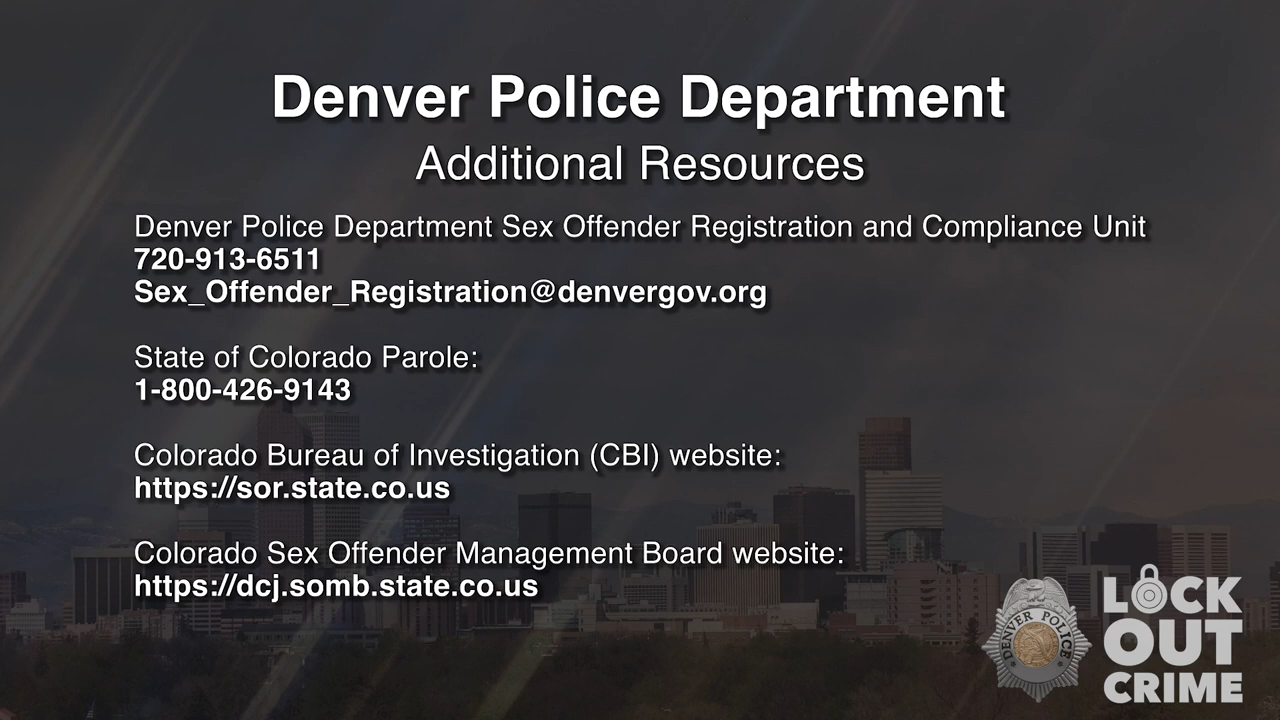 Denver Police Department
Additional Resources
Denver Police Department Sex Offender Registration and Compliance Unit
720-913-6511
Sex_Offender_Registration@denvergov.org
State of Colorado Parole:
1-800-426-9143
Colorado Bureau of Investigation (CBI) website:
https://sor.state.co.us
Colorado Sex Offender Management Board website:
https://dcj.somb.state.co.us
DENVER POLICE
LOCK
OUT
CRIME